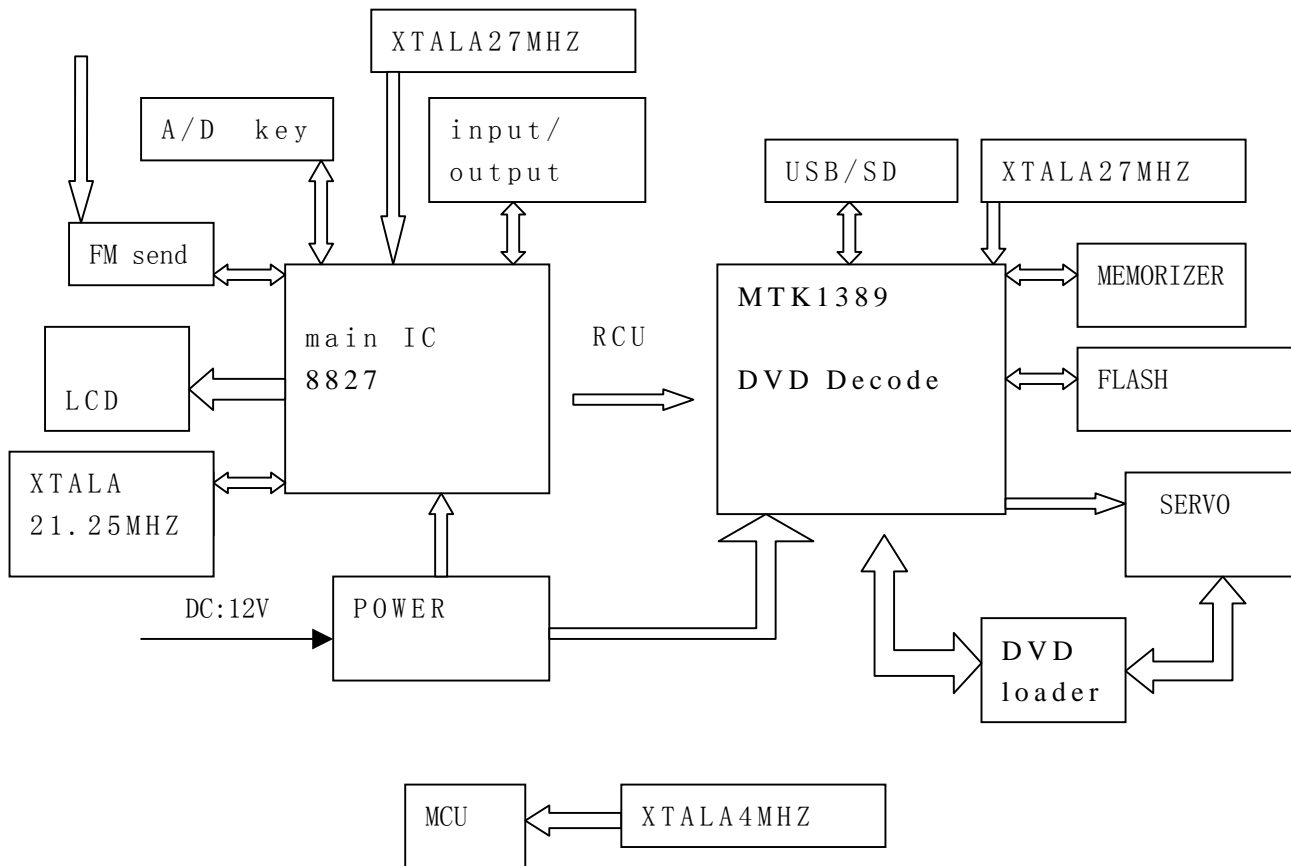 XTALA27MHZ
A/D key
input/
output
USB/SD
XTALA27MHZ
FM send
MEMORIZER
main IC
8827
RCU
MTK1389
DVD Decode
LCD
FLASH
XTALA
21.25MHZ
SERVO
DC:12V
POWER
DVD
loader
MCU
XTALA4MHZ